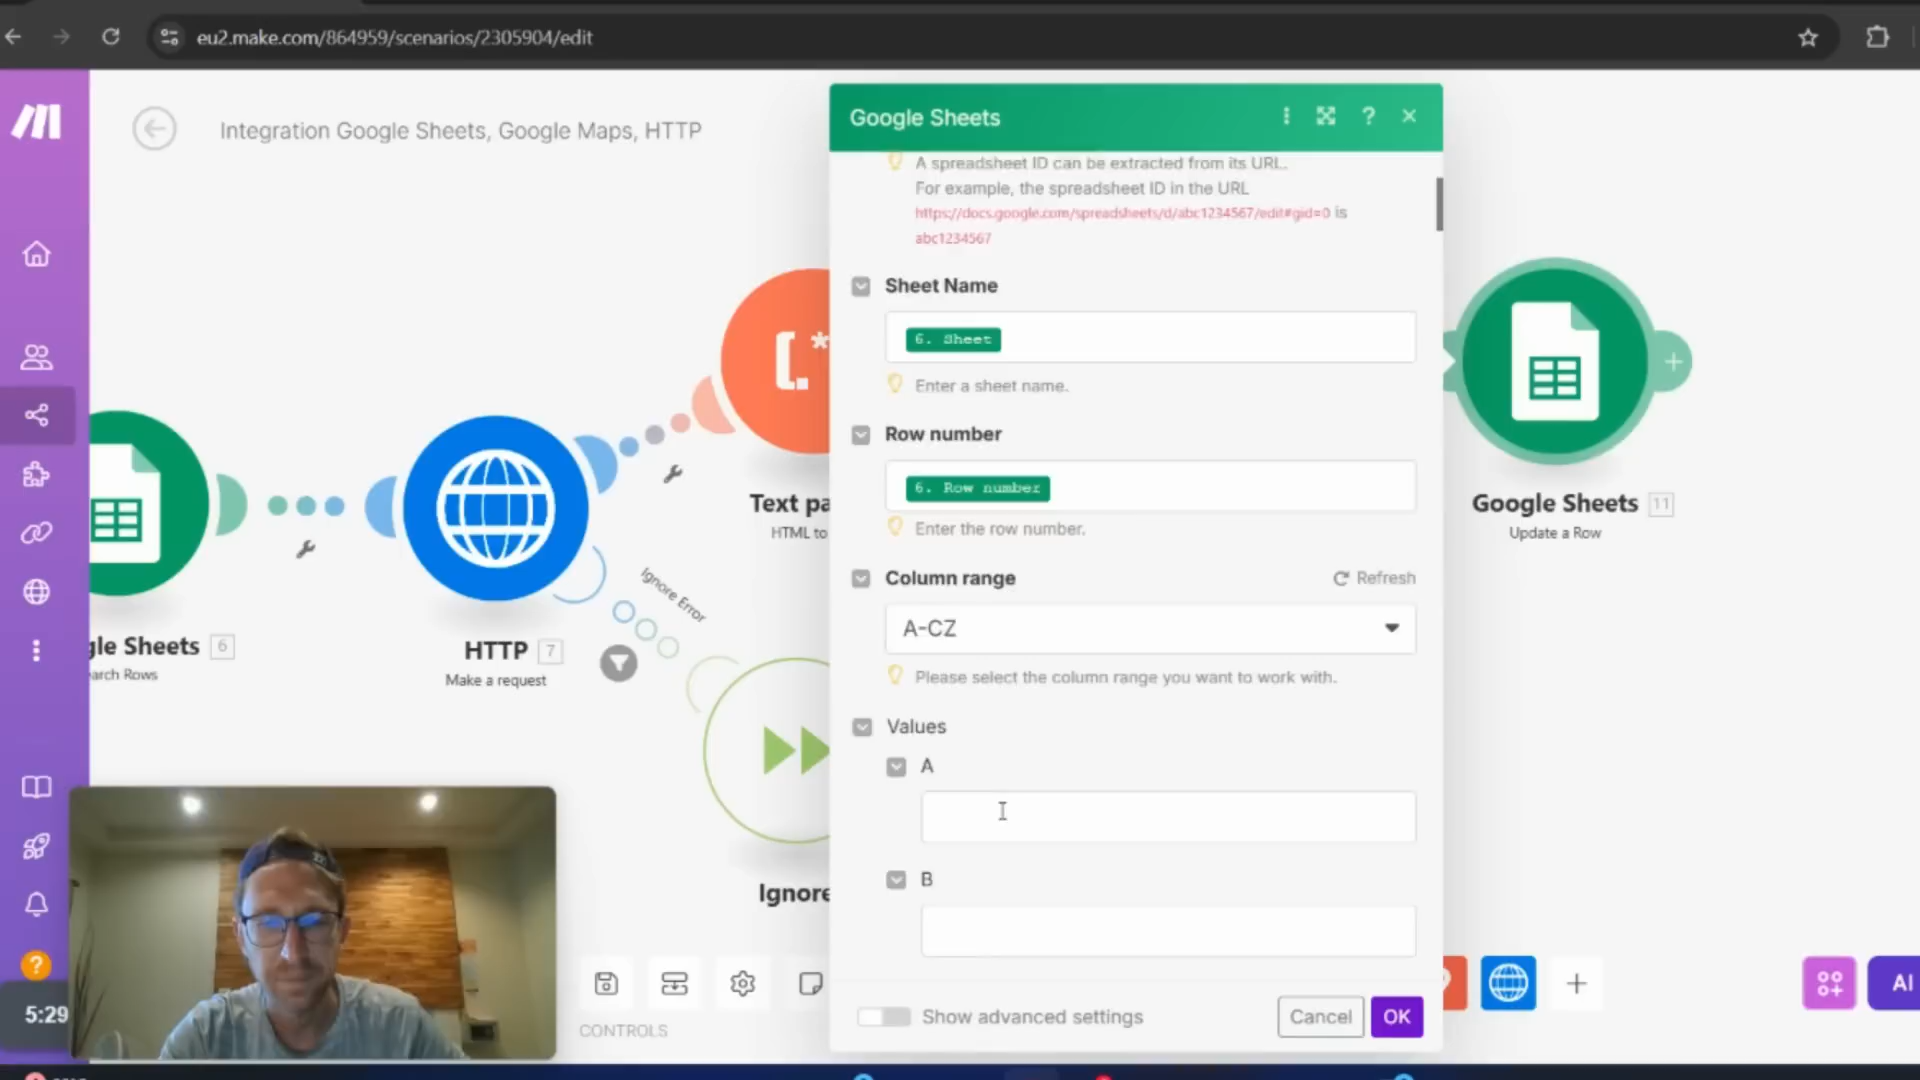 eu2.make.com/864959/scenarios/2305904/edit
Integration Google Sheets, Google Maps, HTTP
Google Sheets
?
A spreadsheet ID can be extracted from its URL.
For example, the spreadsheet ID in the URL
https://docs.google.com/spreadsheets/d/abc1234567/edit#gid=0 is
abc1234567
Sheet Name
6. Sheet
Enter a sheet name.
Row number
6. Row number
Enter the row number.
Column range
Refresh
A-CZ
Please select the column range you want to work with.
Values
A
B
Show advanced settings
Cancel
OK
gle Sheets 6
arch Rows
HTTP 7
Make a request
Ignore Error
Text pa
HTML to
Ignore
Google Sheets 11
Update a Row
CONTROLS
AI
?
5:29